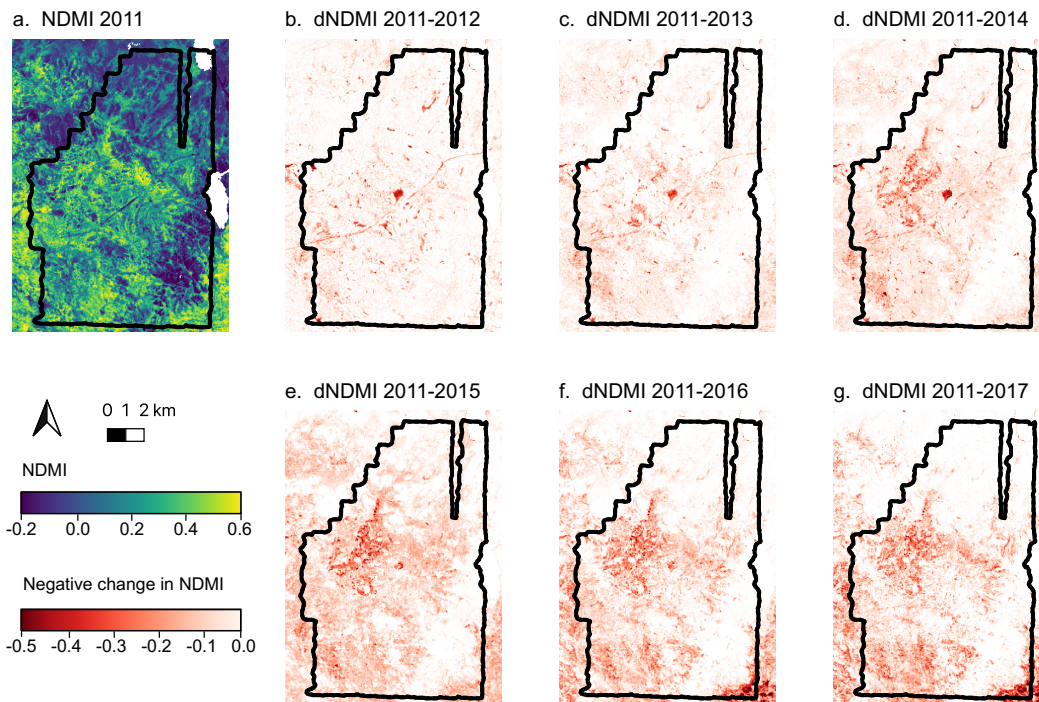 a. NDMI 2011
b. dNDMI 2011-2012
c. dNDMI 2011-2013
d. dNDMI 2011-2014
e. dNDMI 2011-2015
f. dNDMI 2011-2016
g. dNDMI 2011-2017
0 1 2 km
NDMI
-0.2 0.0 0.2 0.4 0.6
Negative change in NDMI
-0.5 -0.4 -0.3 -0.2 -0.1 0.0